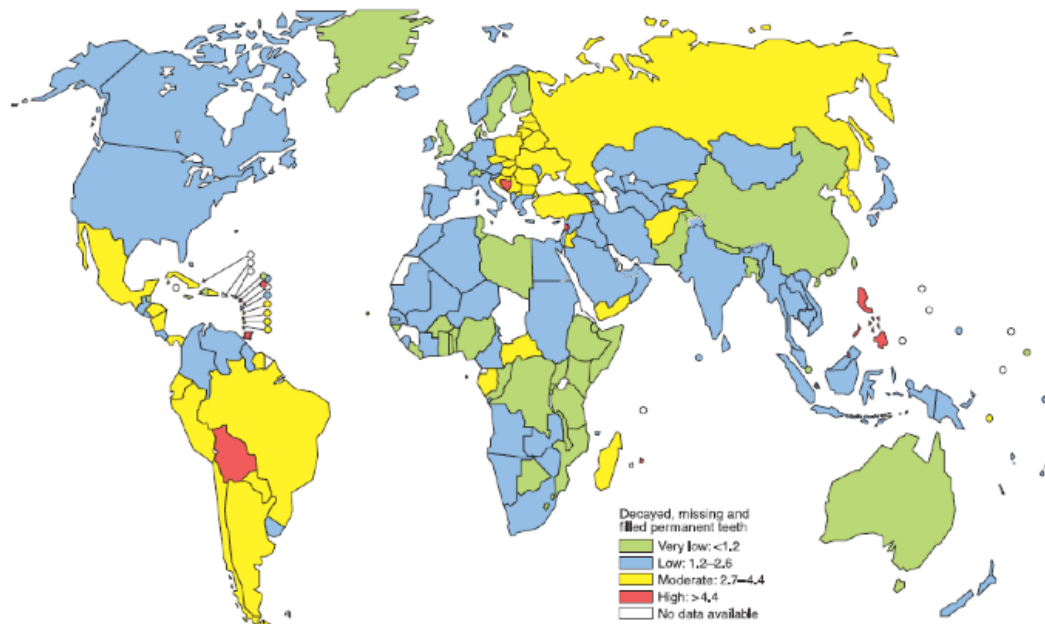 Decayed, missing and
filled permanent teeth
Very low: <1.2
Low: 1.2–2.6
Moderate: 2.7–4.4
High: >4.4
No data available